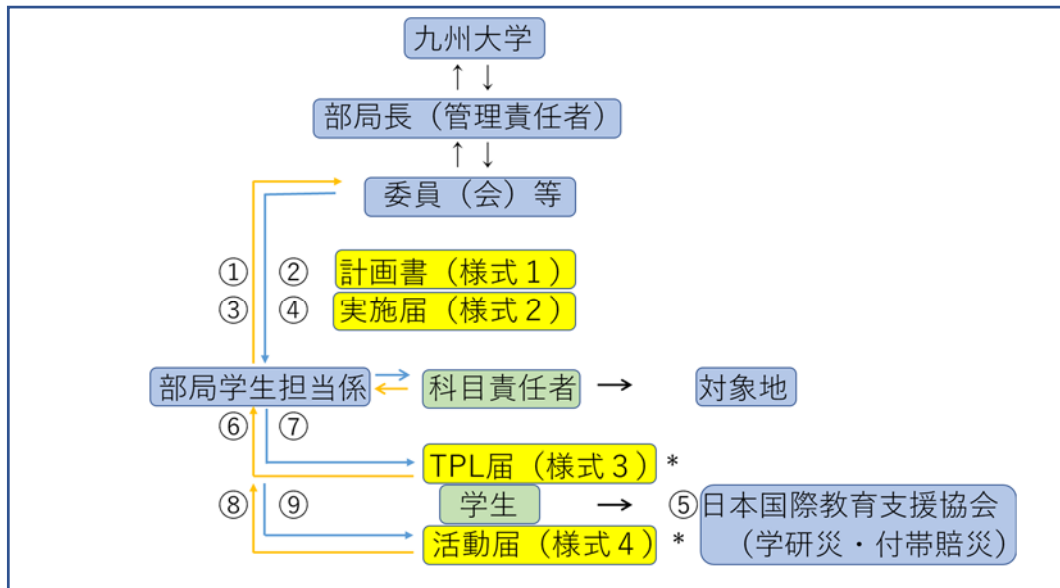 九州大学
↑ ↓
部局長（管理責任者）
↑ ↓
委員（会）等
① ② 計画書（様式１）
③ ④ 実施届（様式２）
部局学生担当係 科目責任者 → 対象地
⑥ ⑦
TPL届（様式３） *
⑧ ⑨ 学生 → ⑤日本国際教育支援協会
活動届（様式４） * （学研災・付帯賠災）